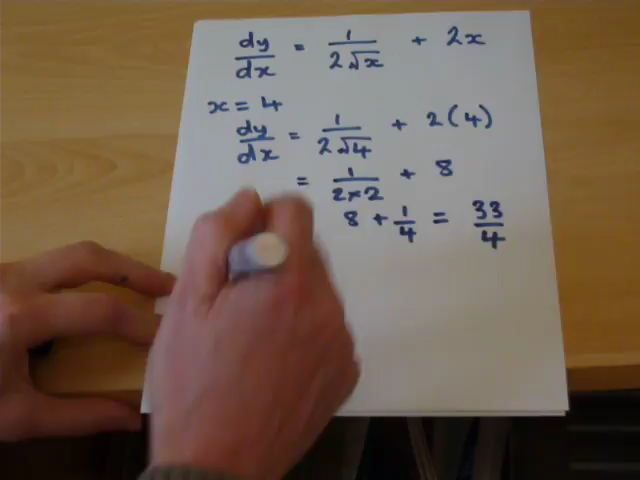 dy/dx = 1/2√x + 2x
x = 4
dy/dx = 1/2√4 + 2(4)
= 1/2×2 + 8
8 + 1/4 = 33/4